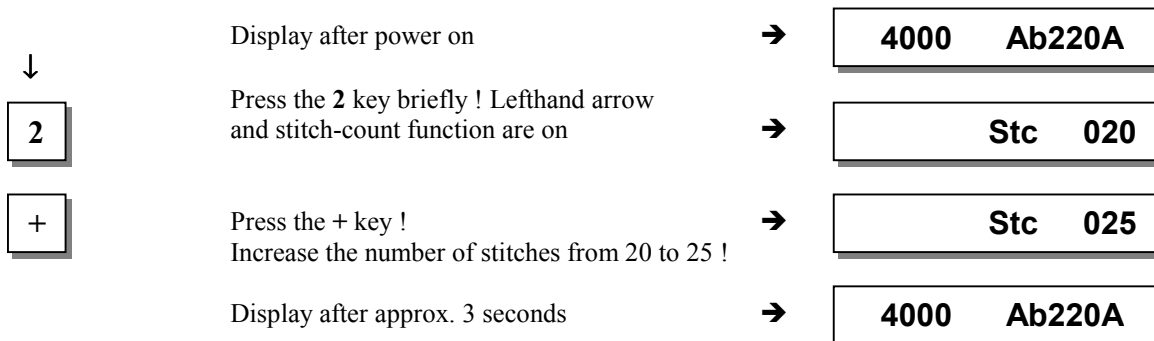 Display after power on ➔ 4000 Ab220A
↓
Press the 2 key briefly ! Lefthand arrow
2 and stitch-count function are on ➔ Stc 020
+ Press the + key ! ➔ Stc 025
Increase the number of stitches from 20 to 25 !
Display after approx. 3 seconds ➔ 4000 Ab220A